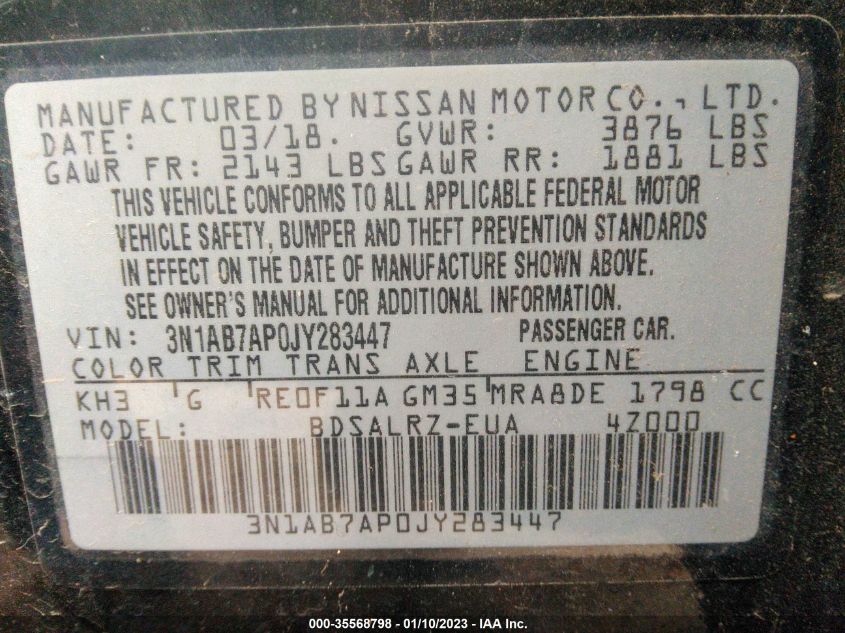 MANUFACTURED BY NISSAN MOTOR CO., LTD.
DATE: 03/18. GVWR: 3876 LBS
GAWR FR: 2143 LBS GAWR RR: 1881 LBS
THIS VEHICLE CONFORMS TO ALL APPLICABLE FEDERAL MOTOR
VEHICLE SAFETY, BUMPER AND THEFT PREVENTION STANDARDS
IN EFFECT ON THE DATE OF MANUFACTURE SHOWN ABOVE.
SEE OWNER'S MANUAL FOR ADDITIONAL INFORMATION.
VIN: 3N1AB7AP0JY283447 PASSENGER CAR.
COLOR TRIM TRANS AXLE ENGINE
KH3 G RE0F11A GM35 MRA8DE 1798 CC
MODEL: BDSALRZ-EUA 4Z000
3N1AB7AP0JY283447
000-35568798 - 01/10/2023 - IAA Inc.